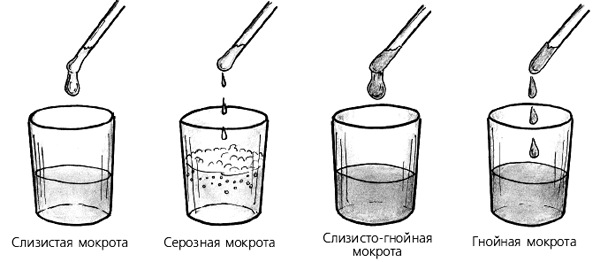 Слизистая мокрота
Серозная мокрота
Слизисто-гнойная
мокрота
Гнойная мокрота